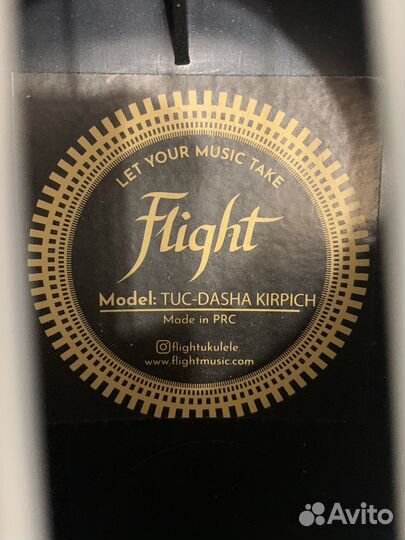 LET YOUR MUSIC TAKE
Flight
Model: TUC-DASHA KIRPICH
Made in PRC
flightukulele
www.flightmusic.com
Avito